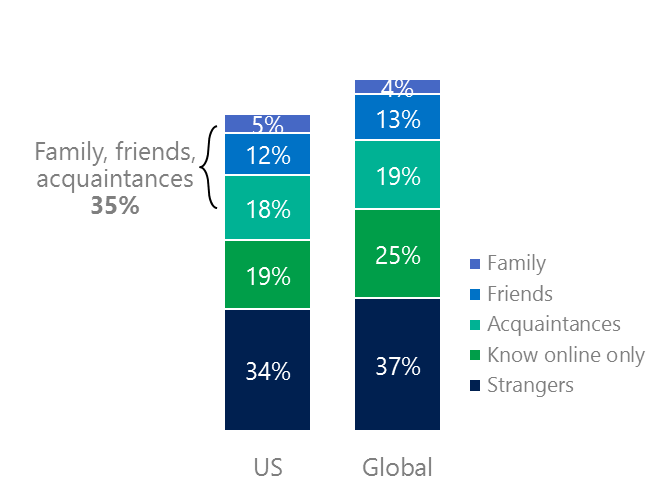 4%
5%
13%
Family, friends,
acquaintances
35%
12%
19%
18%
25%
19%
Family
Friends
Acquaintances
Know online only
Strangers
34%
37%
US
Global